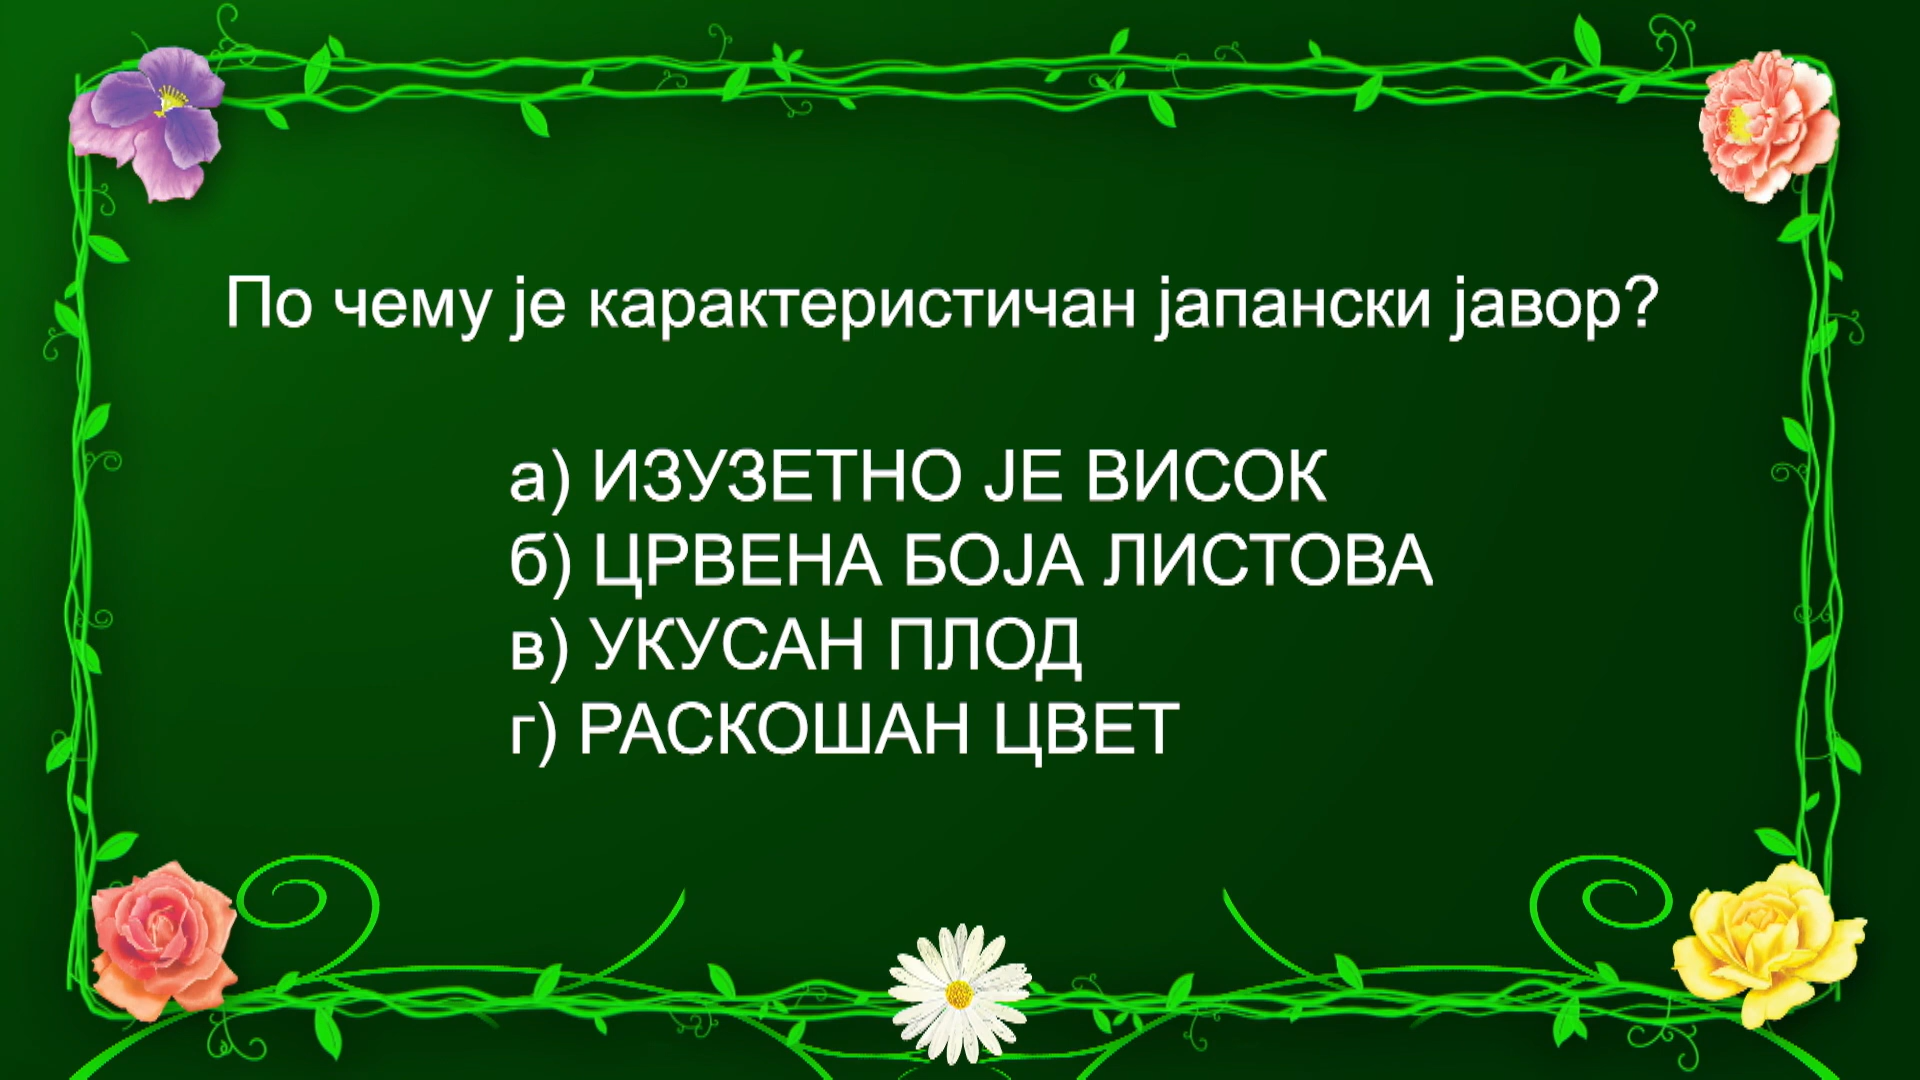 По чему је карактеристичан јапански јавор?
а) ИЗУЗЕТНО ЈЕ ВИСОК
б) ЦРВЕНА БОЈА ЛИСТОВА
в) УКУСАН ПЛОД
г) РАСКОШАН ЦВЕТ